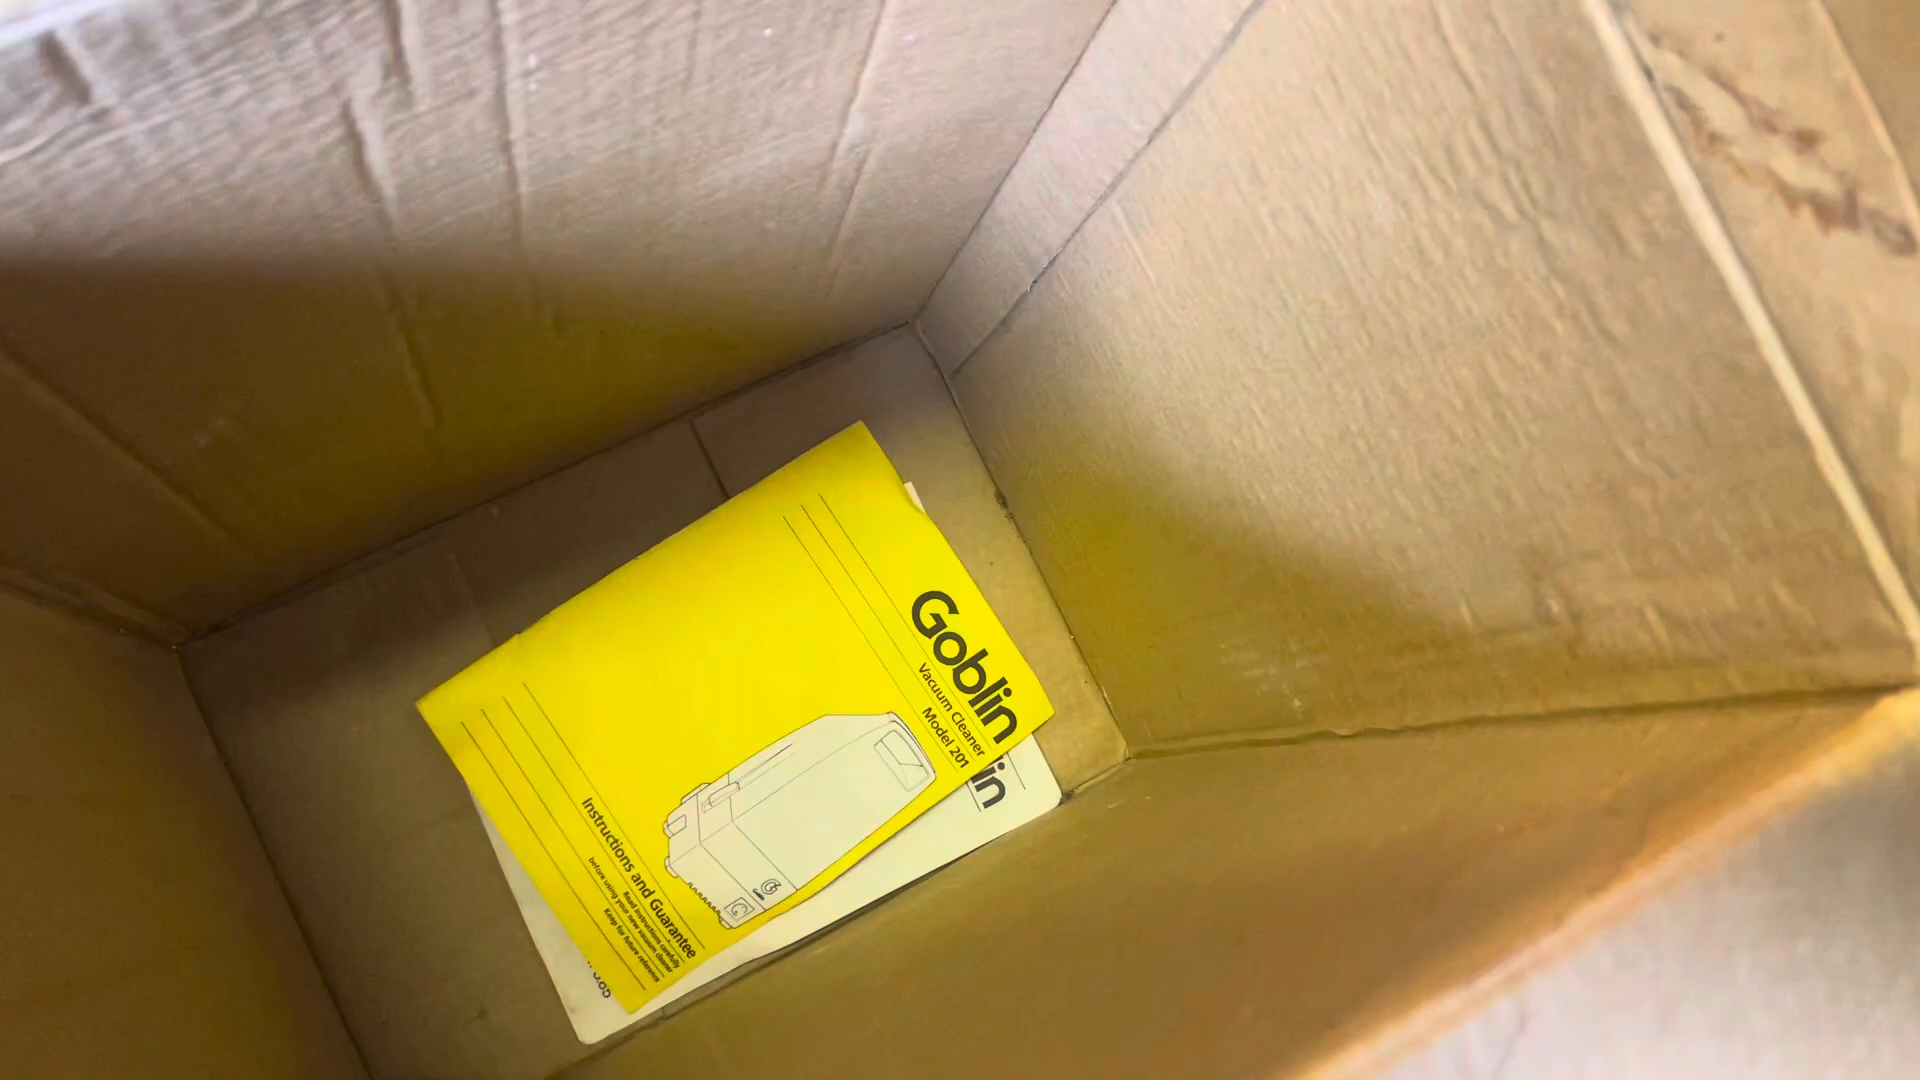 Goblin
Vacuum Cleaner
Model 201
Instructions and Guarantee
Read instructions carefully
before using your new vacuum cleaner
Keep for future reference
lin